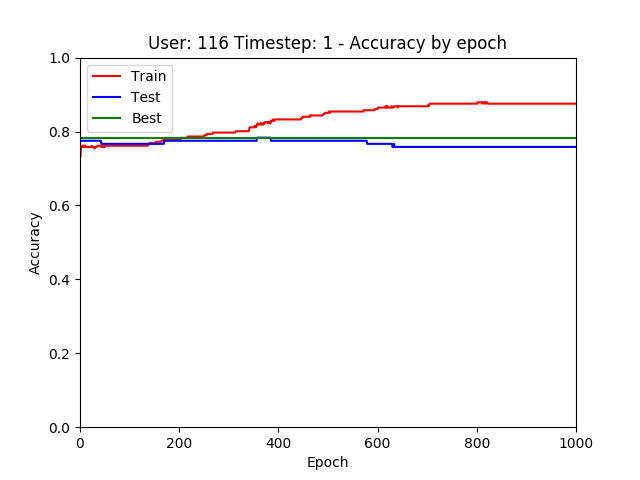 User: 116 Timestep: 1 - Accuracy by epoch
Train
Test
Best
Accuracy
1.0
0.8
0.6
0.4
0.2
0.0
0 200 400 600 800 1000
Epoch